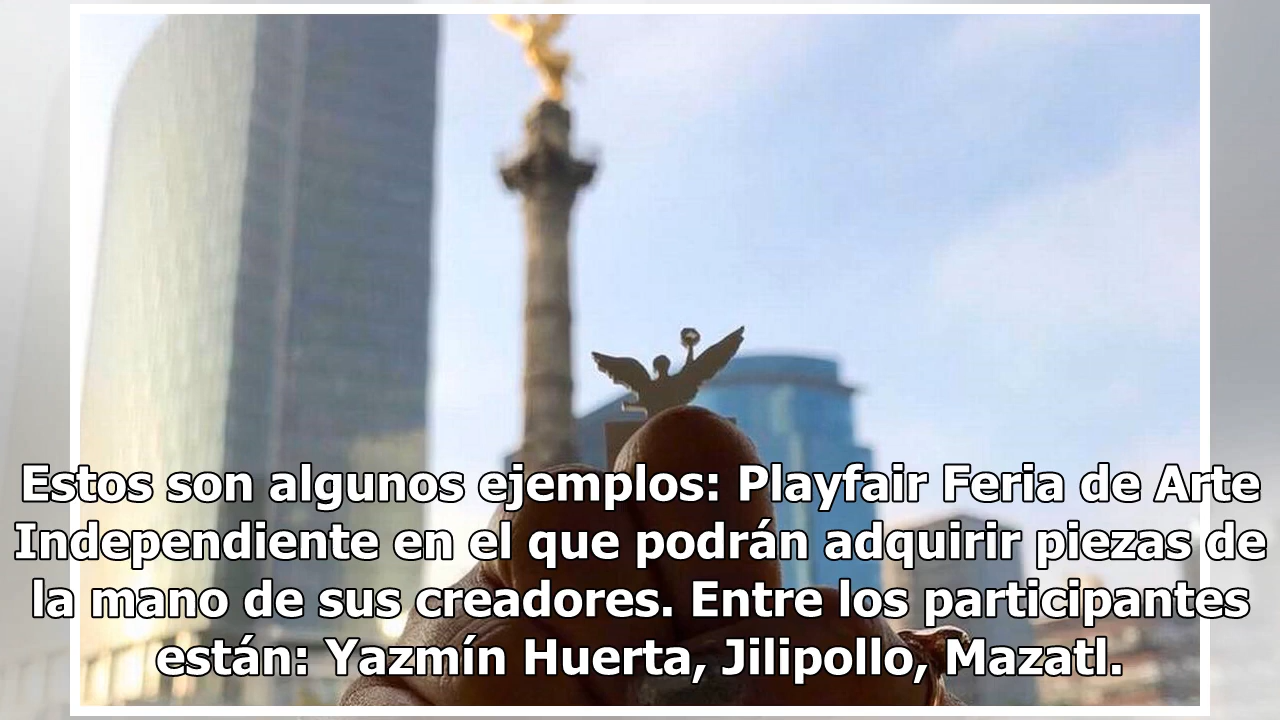 Estos son algunos ejemplos: Playfair Feria de Arte
Independiente en el que podrán adquirir piezas de
la mano de sus creadores. Entre los participantes
están: Yazmín Huerta, Jilipollo, Mazatl.